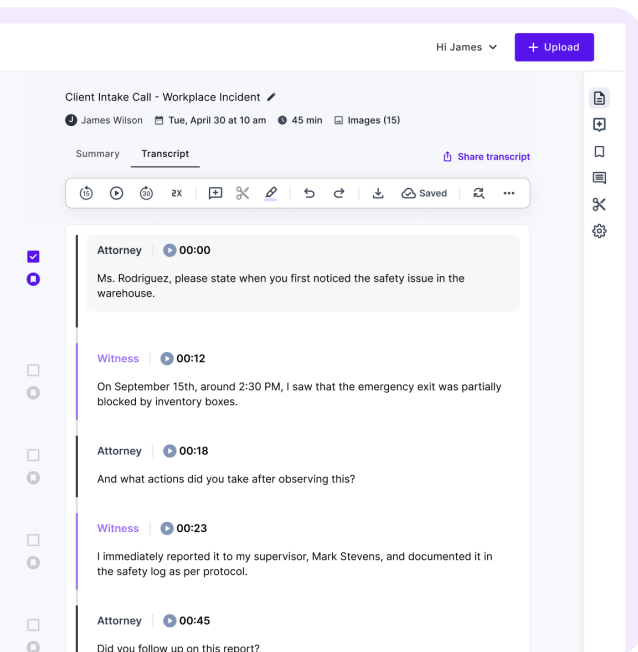 Hi James
+ Upload
Client Intake Call - Workplace Incident
J James Wilson Tue, April 30 at 10 am 45 min Images (15)
Summary Transcript Share transcript
15 30 2X Saved
Attorney 00:00
Ms. Rodriguez, please state when you first noticed the safety issue in the
warehouse.
Witness 00:12
On September 15th, around 2:30 PM, I saw that the emergency exit was partially
blocked by inventory boxes.
Attorney 00:18
And what actions did you take after observing this?
Witness 00:23
I immediately reported it to my supervisor, Mark Stevens, and documented it in
the safety log as per protocol.
Attorney 00:45
Did you follow up on this report?